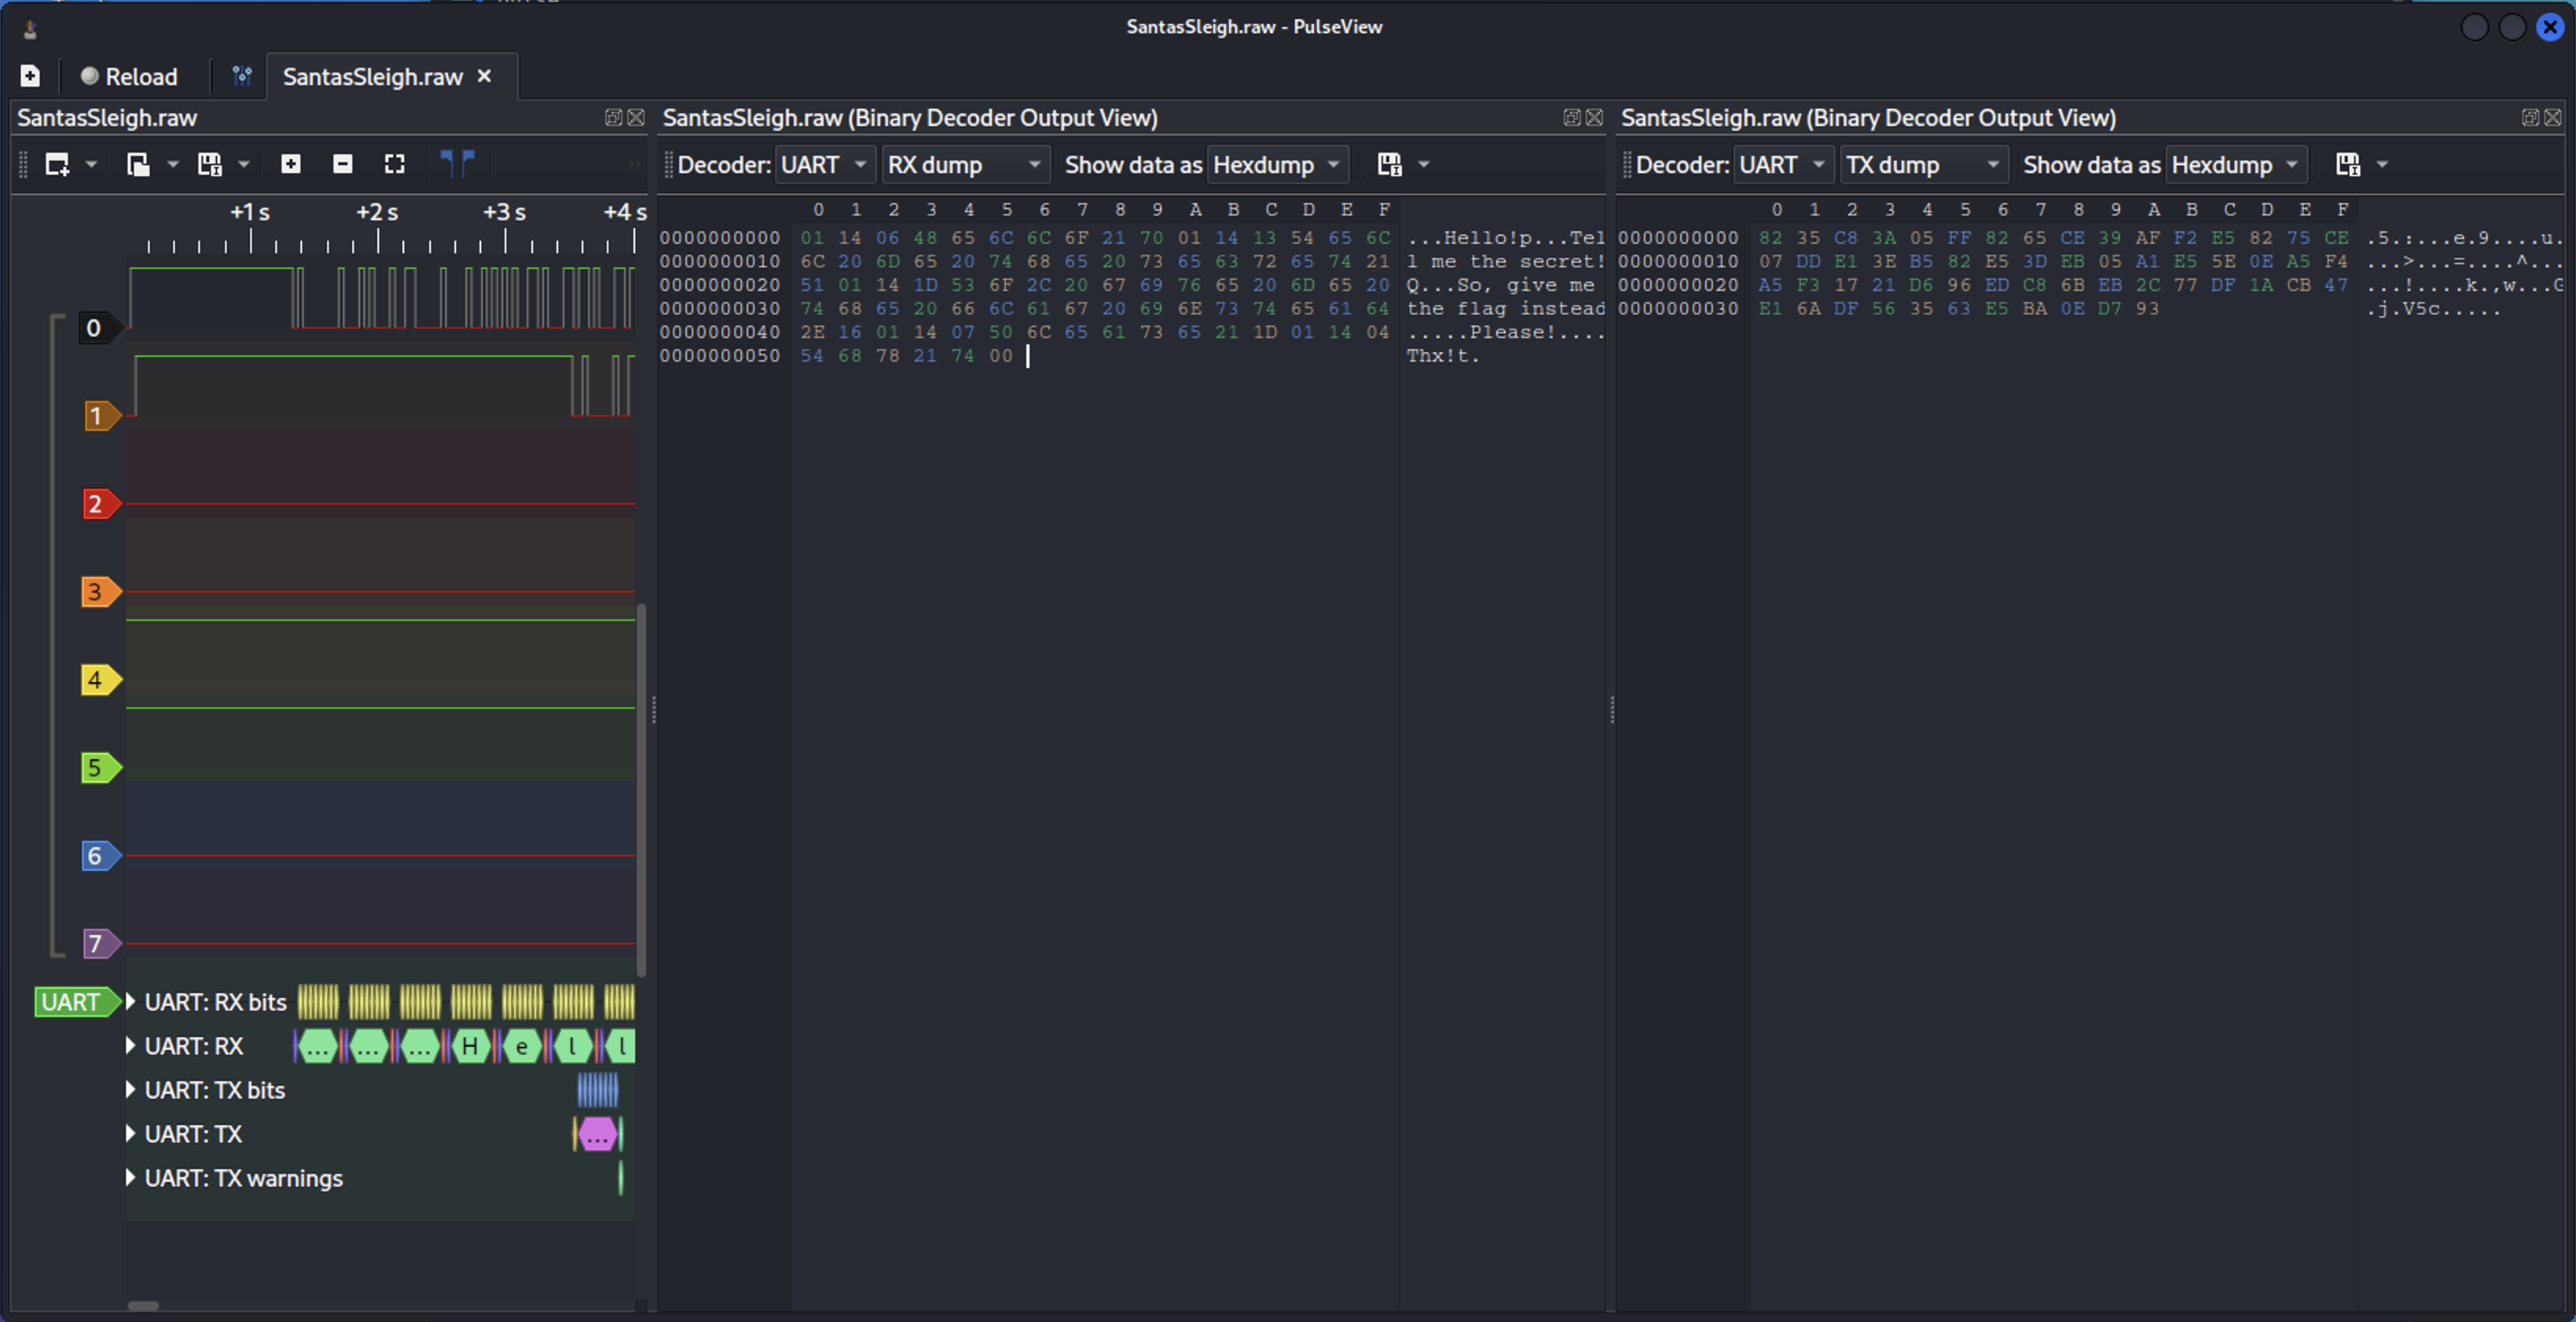 SantasSleigh.raw - PulseView
Reload
SantasSleigh.raw
SantasSleigh.raw
+1 s +2 s +3 s +4 s
0
1
2
3
4
5
6
7
UART
UART: RX bits
UART: RX
... ... ... H e l l
UART: TX bits
UART: TX
...
UART: TX warnings
SantasSleigh.raw (Binary Decoder Output View)
Decoder: UART RX dump Show data as Hexdump
0 1 2 3 4 5 6 7 8 9 A B C D E F
0000000000 01 14 06 48 65 6C 6C 6F 21 70 01 14 13 54 65 6C ...Hello!p...Tel
0000000010 6C 20 6D 65 20 74 68 65 20 73 65 63 72 65 74 21 l me the secret!
0000000020 51 01 14 1D 53 6F 2C 20 67 69 76 65 20 6D 65 20 Q...So, give me
0000000030 74 68 65 20 66 6C 61 67 20 69 6E 73 74 65 61 64 the flag instead
0000000040 2E 16 01 14 07 50 6C 65 61 73 65 21 1D 01 14 04 .....Please!....
0000000050 54 68 78 21 74 00 Thx!t.
SantasSleigh.raw (Binary Decoder Output View)
Decoder: UART TX dump Show data as Hexdump
0 1 2 3 4 5 6 7 8 9 A B C D E F
0000000000 82 35 C8 3A 05 FF 82 65 CE 39 AF F2 E5 82 75 CE .5.:...e.9....u.
0000000010 07 DD E1 3E B5 82 E5 3D EB 05 A1 E5 5E 0E A5 F4 ...>...=....^...
0000000020 A5 F3 17 21 D6 96 ED C8 6B EB 2C 77 DF 1A CB 47 ...!....k.,w...G
0000000030 E1 6A DF 56 35 63 E5 BA 0E D7 93 .j.V5c.....